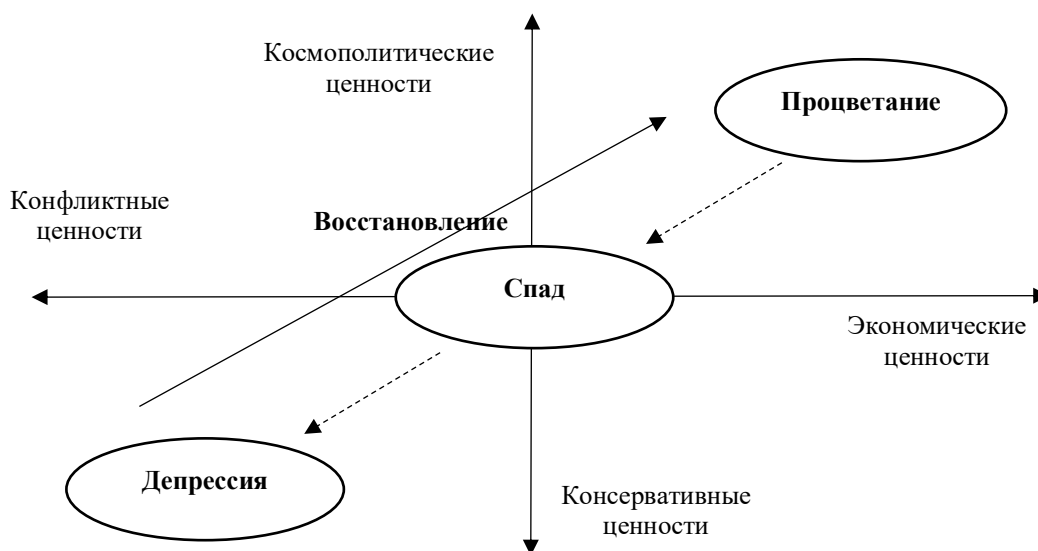 Космополитические
ценности
Процветание
Конфликтные
ценности
Восстановление
Спад
Экономические
ценности
Депрессия
Консервативные
ценности